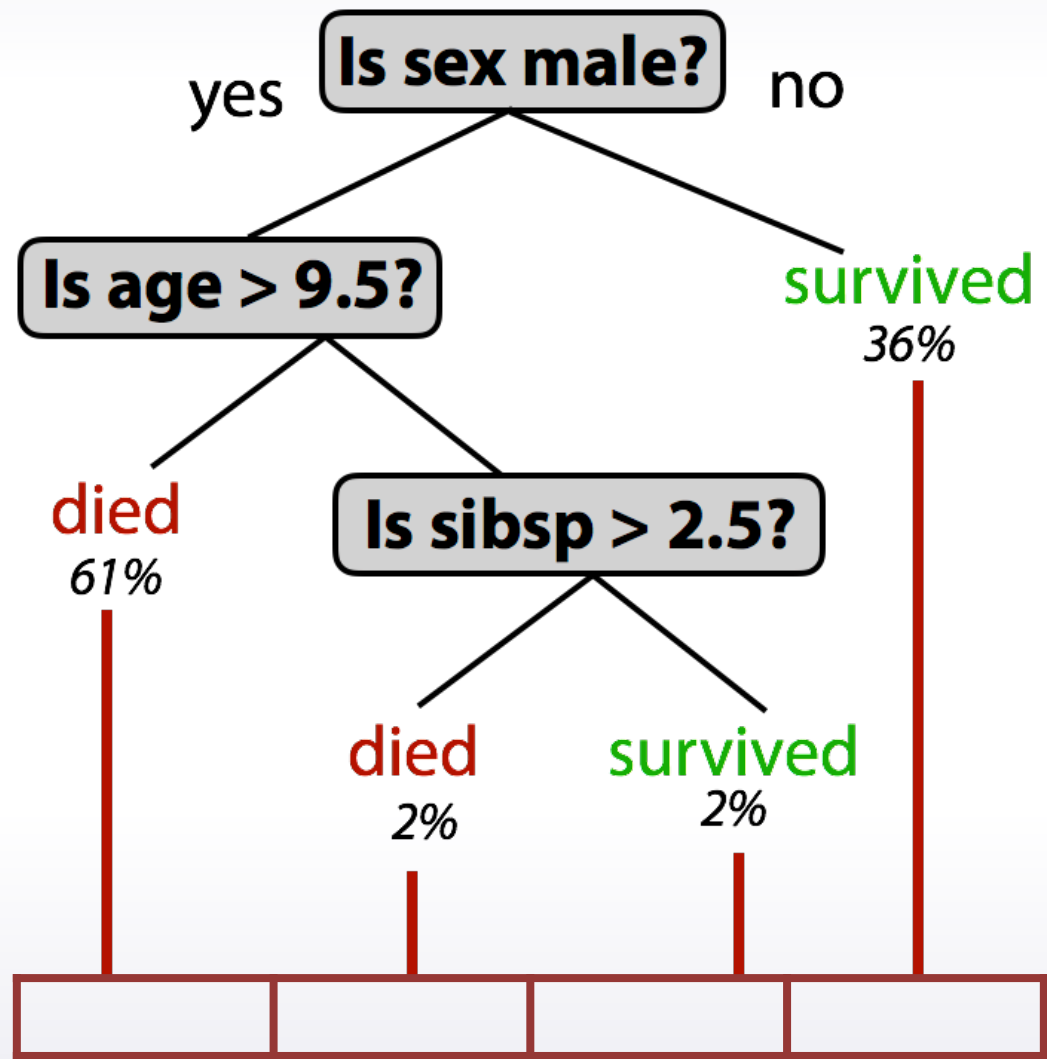 Is sex male?
yes
no
Is age > 9.5?
survived
36%
died
61%
Is sibsp > 2.5?
died
2%
survived
2%